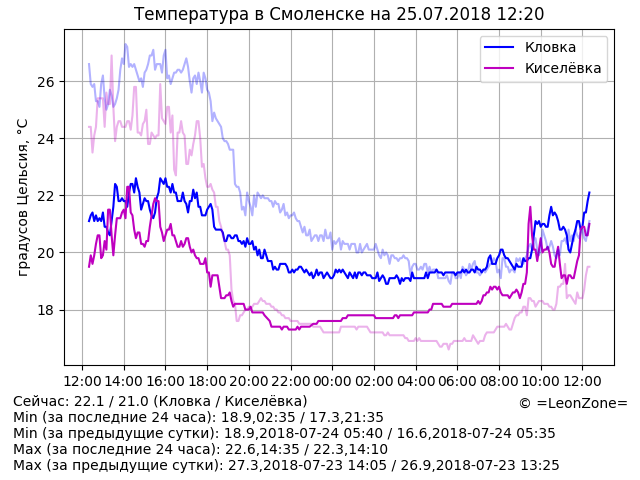 Температура в Смоленске на 25.07.2018 12:20
Кловка
Киселёвка
градусов Цельсия, °C
26
24
22
20
18
12:00 14:00 16:00 18:00 20:00 22:00 00:00 02:00 04:00 06:00 08:00 10:00 12:00
© =LeonZone=
Сейчас: 22.1 / 21.0 (Кловка / Киселёвка)
Min (за последние 24 часа): 18.9,02:35 / 17.3,21:35
Min (за предыдущие сутки): 18.9,2018-07-24 05:40 / 16.6,2018-07-24 05:35
Max (за последние 24 часа): 22.6,14:35 / 22.3,14:10
Max (за предыдущие сутки): 27.3,2018-07-23 14:05 / 26.9,2018-07-23 13:25